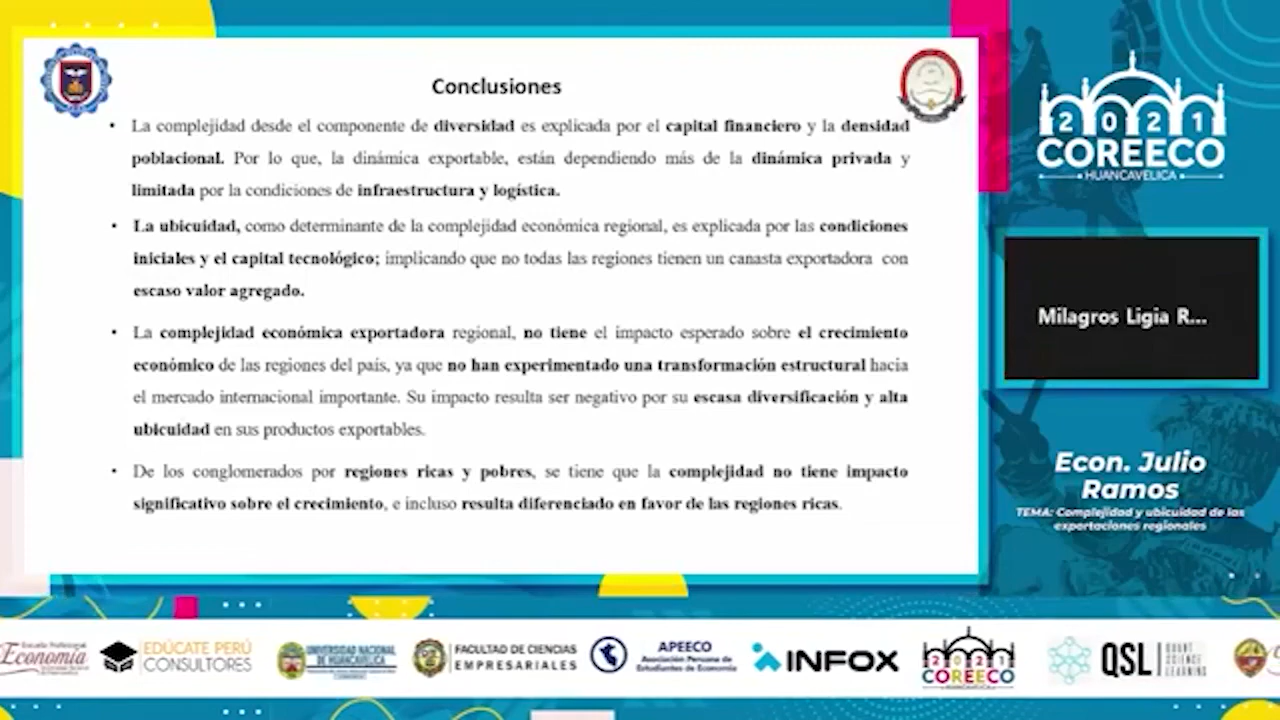 Conclusiones
• La complejidad desde el componente de diversidad es explicada por el capital financiero y la densidad
poblacional. Por lo que, la dinámica exportable, están dependiendo más de la dinámica privada y
limitada por la condiciones de infraestructura y logística.
• La ubicuidad, como determinante de la complejidad económica regional, es explicada por las condiciones
iniciales y el capital tecnológico; implicando que no todas las regiones tienen un canasta exportadora con
escaso valor agregado.
• La complejidad económica exportadora regional, no tiene el impacto esperado sobre el crecimiento
económico de las regiones del país, ya que no han experimentado una transformación estructural hacia
el mercado internacional importante. Su impacto resulta ser negativo por su escasa diversificación y alta
ubicuidad en sus productos exportables.
• De los conglomerados por regiones ricas y pobres, se tiene que la complejidad no tiene impacto
significativo sobre el crecimiento, e incluso resulta diferenciado en favor de las regiones ricas.
2021
COREECO
HUANCAVELICA
Milagros Ligia R...
Econ. Julio
Ramos
TEMA: Complejidad y ubicuidad de las
exportaciones regionales
Escuela Profesional
Economía
EDÚCATE PERÚ
CONSULTORES
UNIVERSIDAD NACIONAL
DE HUANCAVELICA
FACULTAD DE CIENCIAS
EMPRESARIALES
APEECO
Asociación Peruana de
Estudiantes de Economía
INFOX
2021
COREECO
HUANCAVELICA
QSL
QUANT
SCIENCE
LEARNING